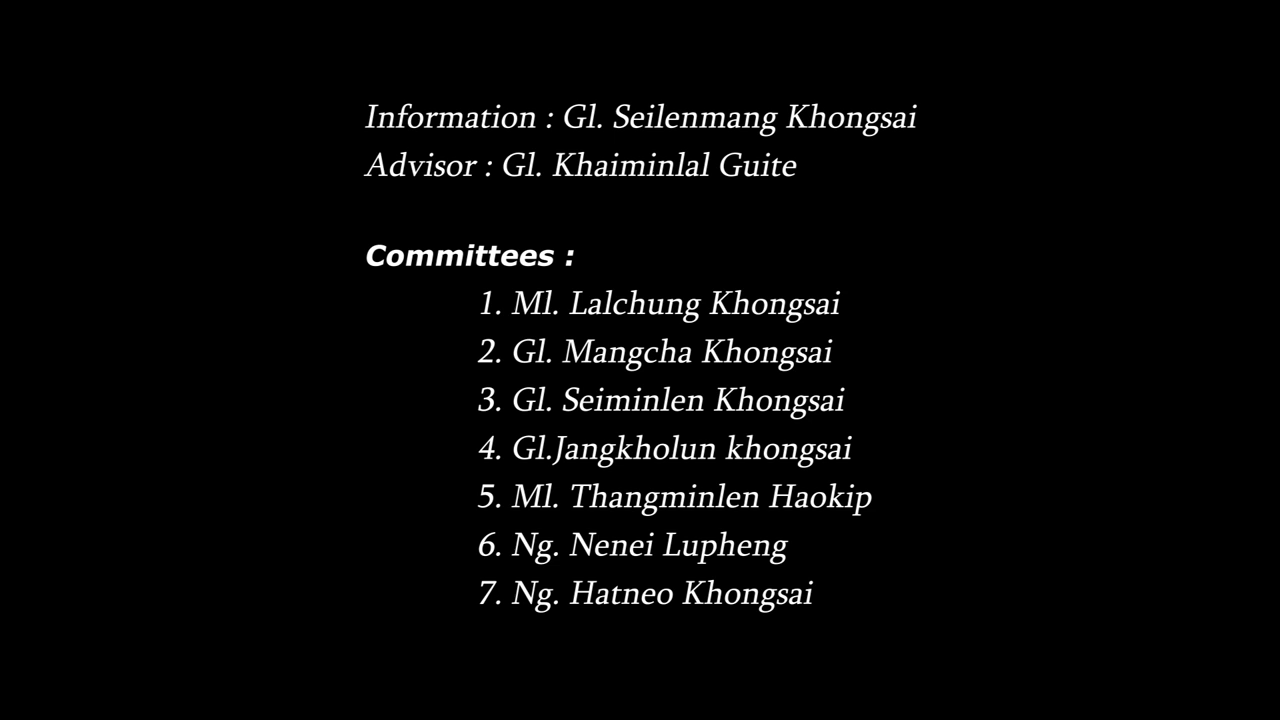 Information : Gl. Seilenmang Khongsai
Advisor : Gl. Khaiminlal Guite
Committees :
1. Ml. Lalchung Khongsai
2. Gl. Mangcha Khongsai
3. Gl. Seiminlen Khongsai
4. Gl.Jangkholun khongsai
5. Ml. Thangminlen Haokip
6. Ng. Nenei Lupheng
7. Ng. Hatneo Khongsai